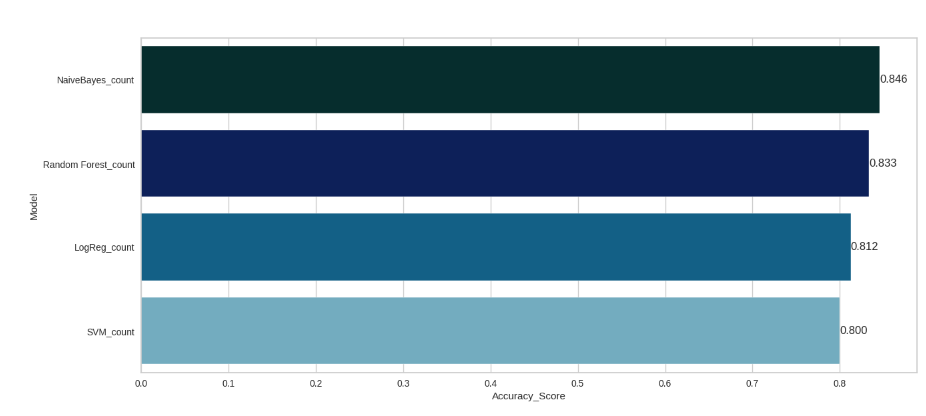 NaiveBayes_count
0.846
Random Forest_count
0.833
Model
LogReg_count
0.812
SVM_count
0.800
0.0 0.1 0.2 0.3 0.4 0.5 0.6 0.7 0.8
Accuracy_Score